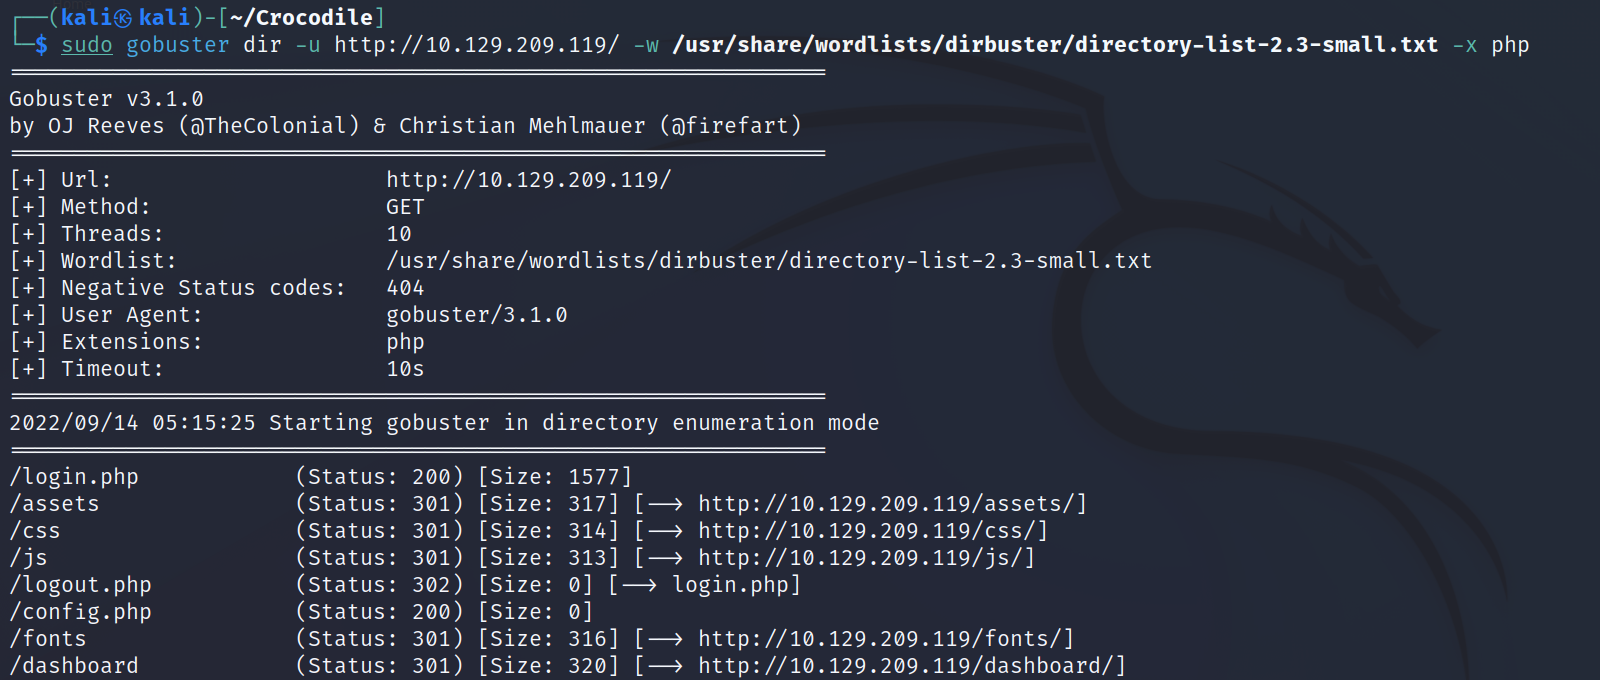 ┌──(kali㉿kali)-[~/Crocodile]
└─$ sudo gobuster dir -u http://10.129.209.119/ -w /usr/share/wordlists/dirbuster/directory-list-2.3-small.txt -x php
===============================================================
Gobuster v3.1.0
by OJ Reeves (@TheColonial) & Christian Mehlmauer (@firefart)
===============================================================
[+] Url:                     http://10.129.209.119/
[+] Method:                  GET
[+] Threads:                 10
[+] Wordlist:                /usr/share/wordlists/dirbuster/directory-list-2.3-small.txt
[+] Negative Status codes:   404
[+] User Agent:              gobuster/3.1.0
[+] Extensions:              php
[+] Timeout:                 10s
===============================================================
2022/09/14 05:15:25 Starting gobuster in directory enumeration mode
===============================================================
/login.php            (Status: 200) [Size: 1577]
/assets               (Status: 301) [Size: 317] [--> http://10.129.209.119/assets/]
/css                  (Status: 301) [Size: 314] [--> http://10.129.209.119/css/]
/js                   (Status: 301) [Size: 313] [--> http://10.129.209.119/js/]
/logout.php           (Status: 302) [Size: 0] [--> login.php]
/config.php           (Status: 200) [Size: 0]
/fonts                (Status: 301) [Size: 316] [--> http://10.129.209.119/fonts/]
/dashboard            (Status: 301) [Size: 320] [--> http://10.129.209.119/dashboard/]